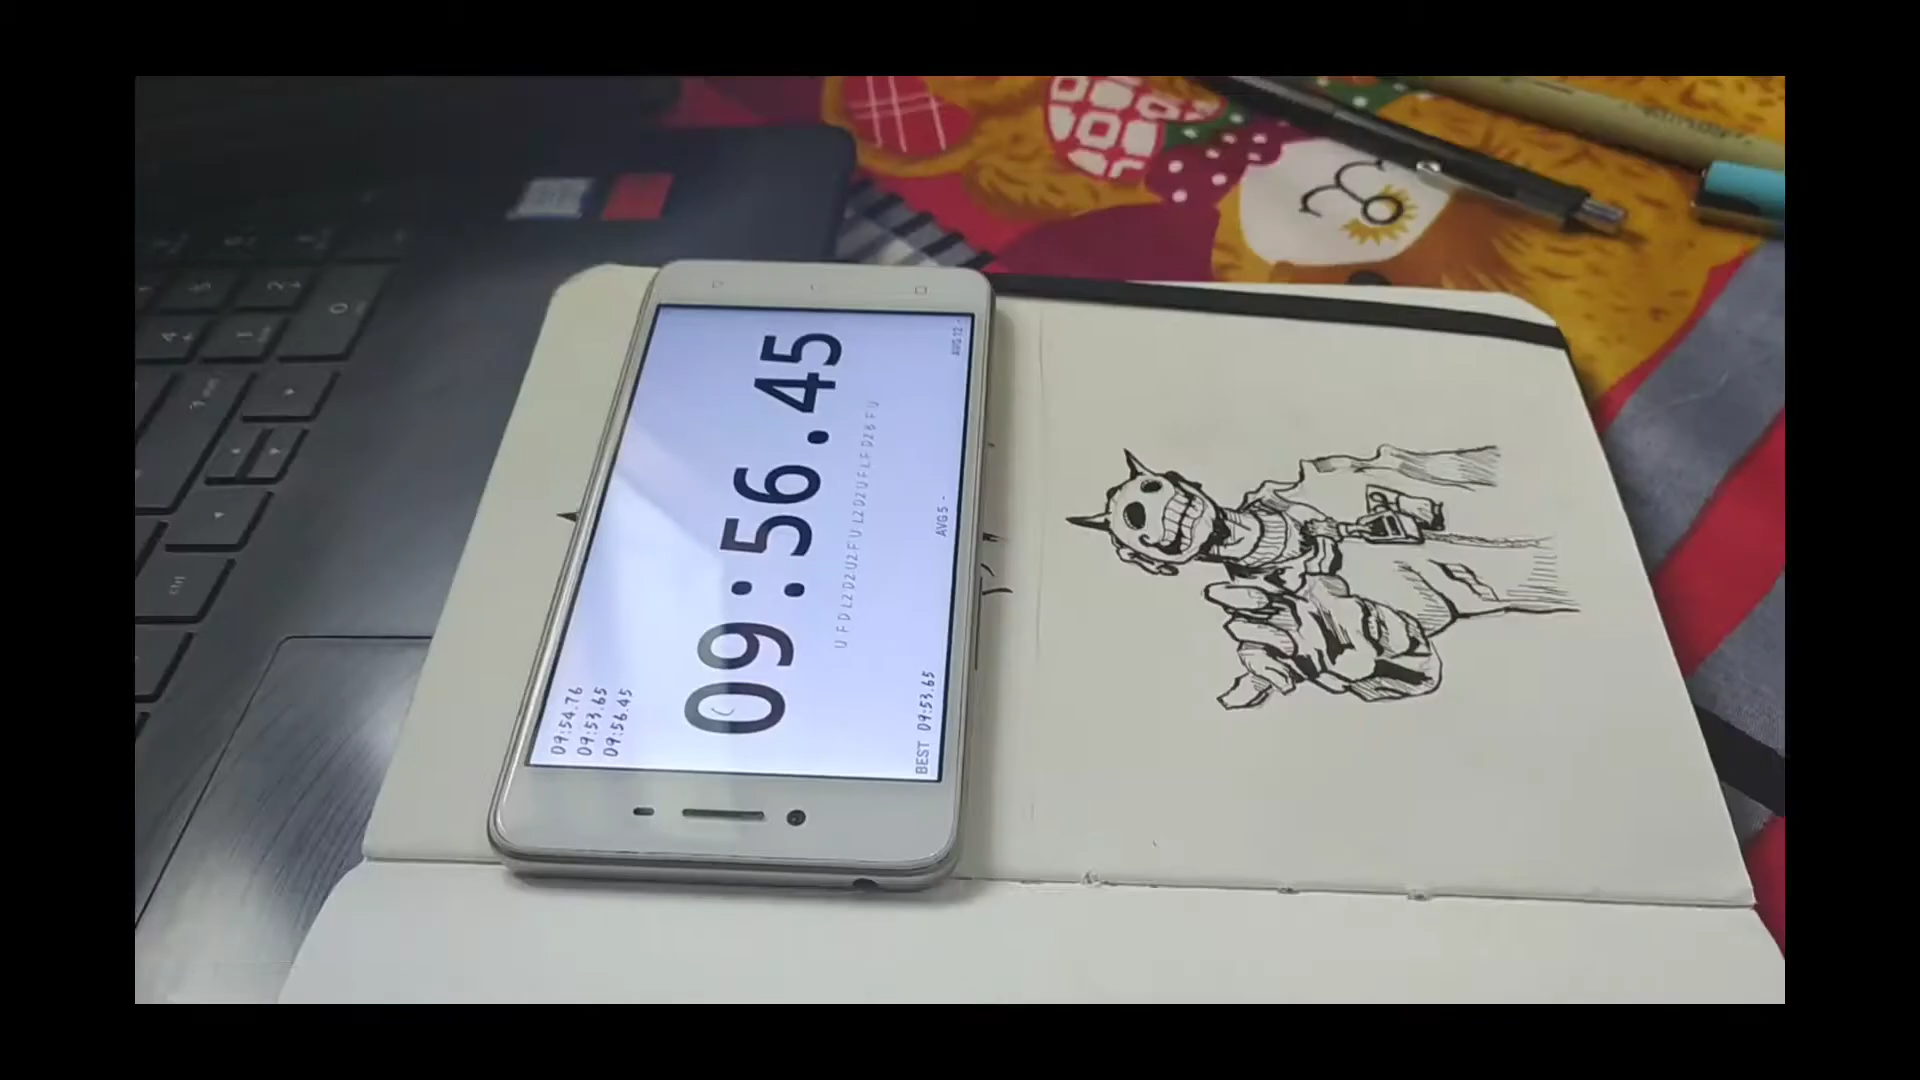 09:54.76
09:53.65
09:56.45
09:56.45
U F D L2 D2 U2 F U L2 D2 U F L F D2 B F U
BEST 09:53.65
AVG 5 -
AVG 12 -
ctrl